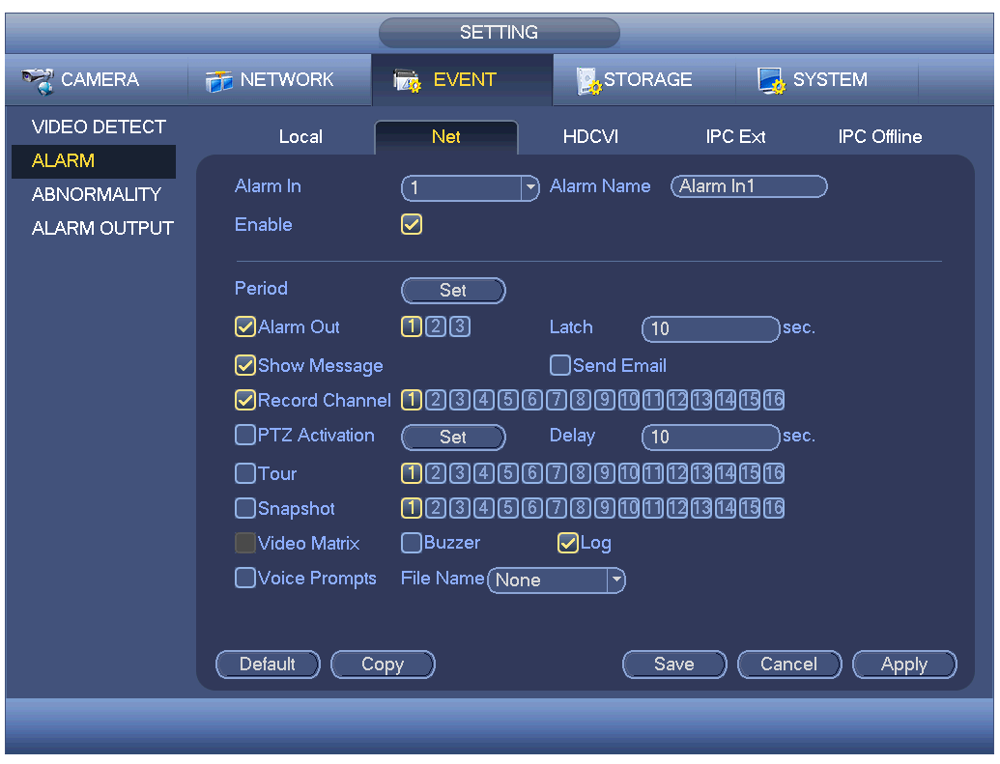 SETTING
CAMERA NETWORK EVENT STORAGE SYSTEM
VIDEO DETECT
ALARM
ABNORMALITY
ALARM OUTPUT
Local Net HDCVI IPC Ext IPC Offline
Alarm In 1 Alarm Name Alarm In1
Enable
Period Set
Alarm Out 1 2 3 Latch 10 sec.
Show Message Send Email
Record Channel 1 2 3 4 5 6 7 8 9 10 11 12 13 14 15 16
PTZ Activation Set Delay 10 sec.
Tour 1 2 3 4 5 6 7 8 9 10 11 12 13 14 15 16
Snapshot 1 2 3 4 5 6 7 8 9 10 11 12 13 14 15 16
Video Matrix Buzzer Log
Voice Prompts File Name None
Default Copy Save Cancel Apply